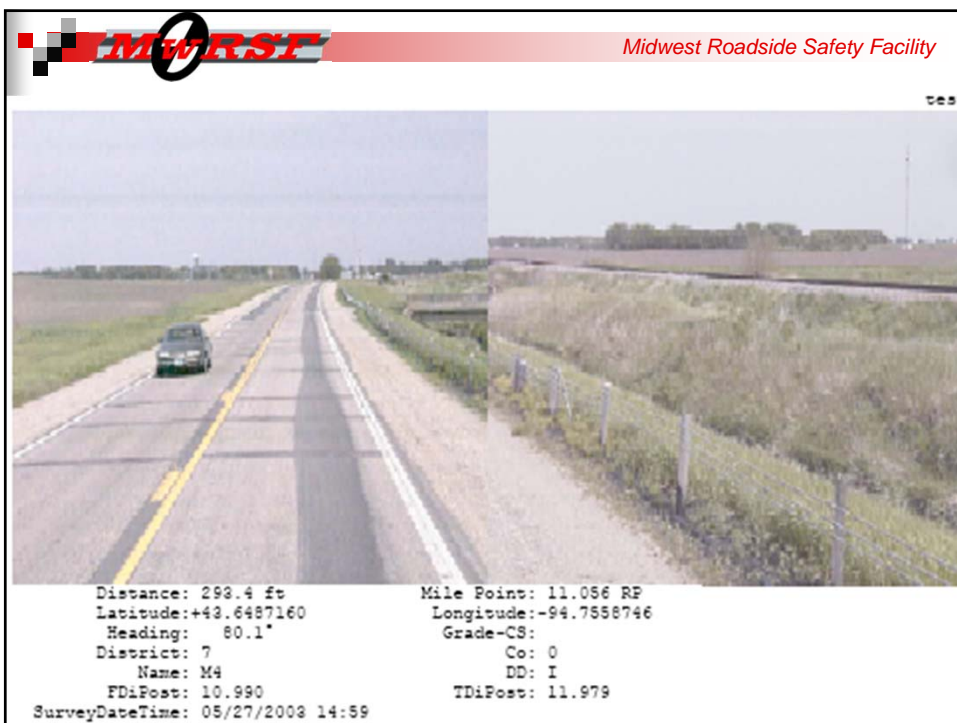 MWRSF
Midwest Roadside Safety Facility
tes
Distance: 293.4 ft Mile Point: 11.056 RP
Latitude:+43.6487160 Longitude:-94.7558746
Heading: 80.1° Grade-CS:
District: 7 Co: 0
Name: M4 DD: I
FDiPost: 10.990 TDiPost: 11.979
SurveyDateTime: 05/27/2003 14:59